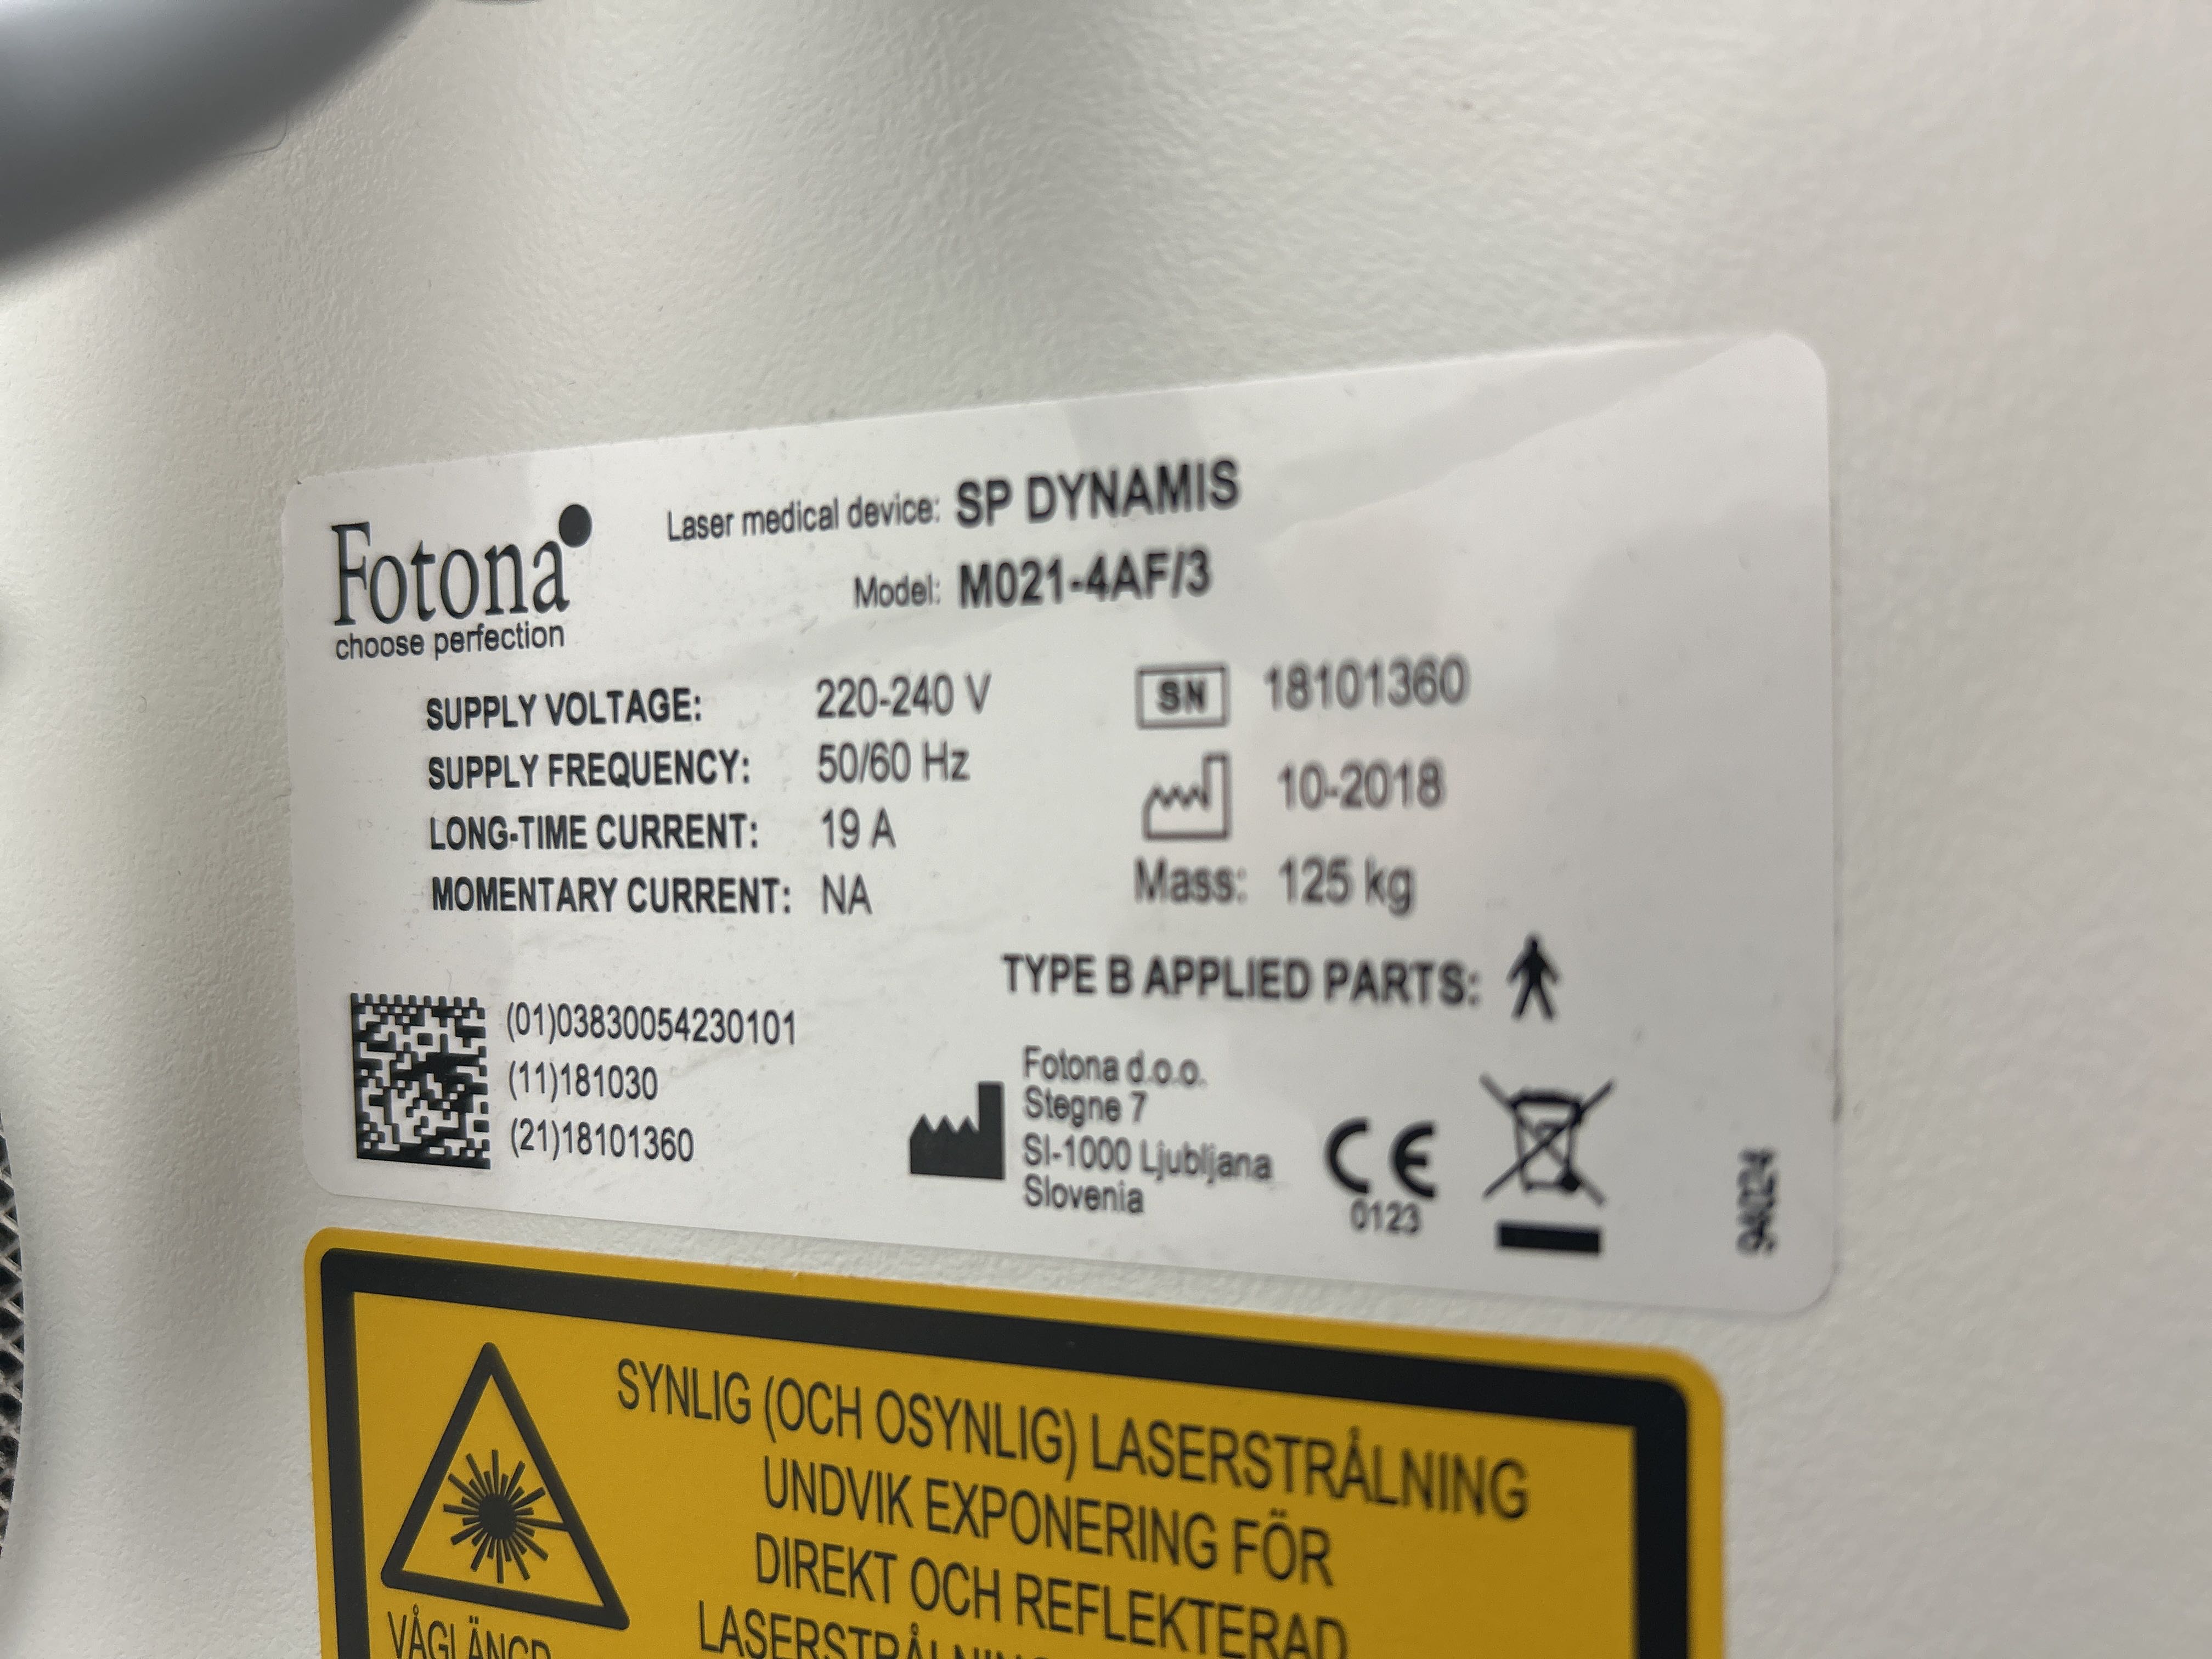 Fotona
choose perfection
Laser medical device: SP DYNAMIS
Model: M021-4AF/3
SUPPLY VOLTAGE: 220-240 V
SUPPLY FREQUENCY: 50/60 Hz
LONG-TIME CURRENT: 19 A
MOMENTARY CURRENT: NA
SN 18101360
10-2018
Mass: 125 kg
TYPE B APPLIED PARTS:
(01)03830054230101
(11)181030
(21)18101360
Fotona d.o.o.
Stegne 7
SI-1000 Ljubljana
Slovenia
CE
0123
94024
SYNLIG (OCH OSYNLIG) LASERSTRÅLNING
UNDVIK EXPONERING FÖR
DIREKT OCH REFLEKTERAD
LASERSTRÅLNING
VÅGLÄNGD